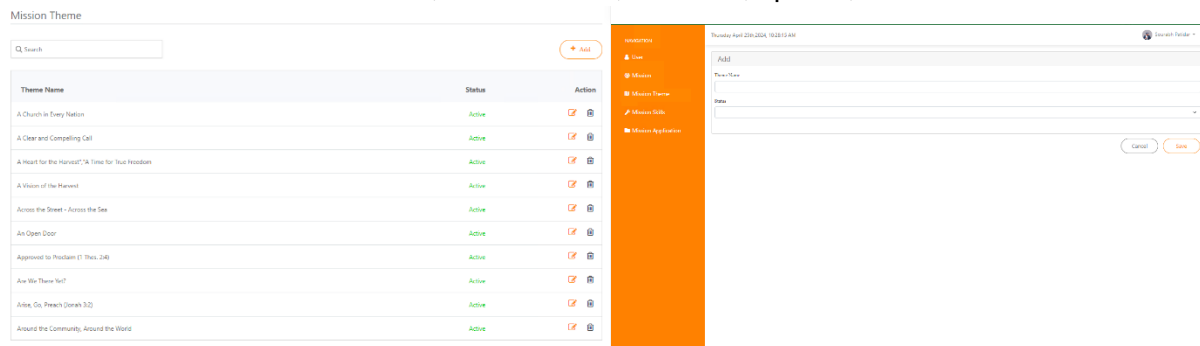 Mission Theme
Search
+ Add
Theme Name Status Action
A Church in Every Nation Active
A Clear and Compelling Call Active
A Heart for the Harvest","A Time for True Freedom Active
A Vision of the Harvest Active
Across the Street - Across the Sea Active
An Open Door Active
Approved to Proclaim (1 Thes. 2:4) Active
Are We There Yet? Active
Arise, Go, Preach (Jonah 3:2) Active
Around the Community, Around the World Active
NAVIGATION
User
Mission
Mission Theme
Mission Skills
Mission Application
Thursday April 25th 2024, 10:28:13 AM
Add
Theme Name
Status
Cancel Save